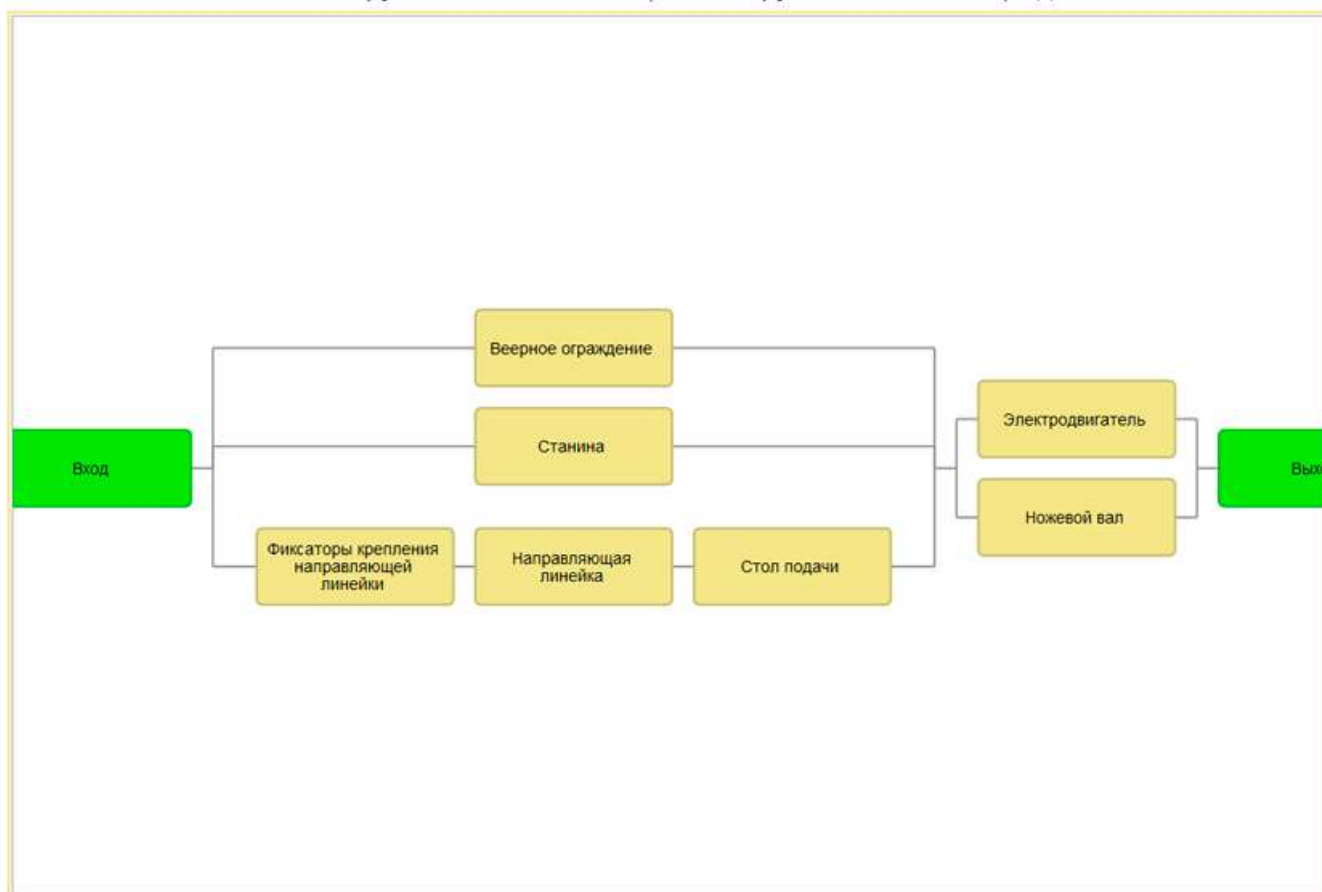 Веерное ограждение
Электродвигатель
Станина
Вход
Ножевой вал
Фиксаторы крепления
направляющей
линейки
Направляющая
линейка
Стол подачи